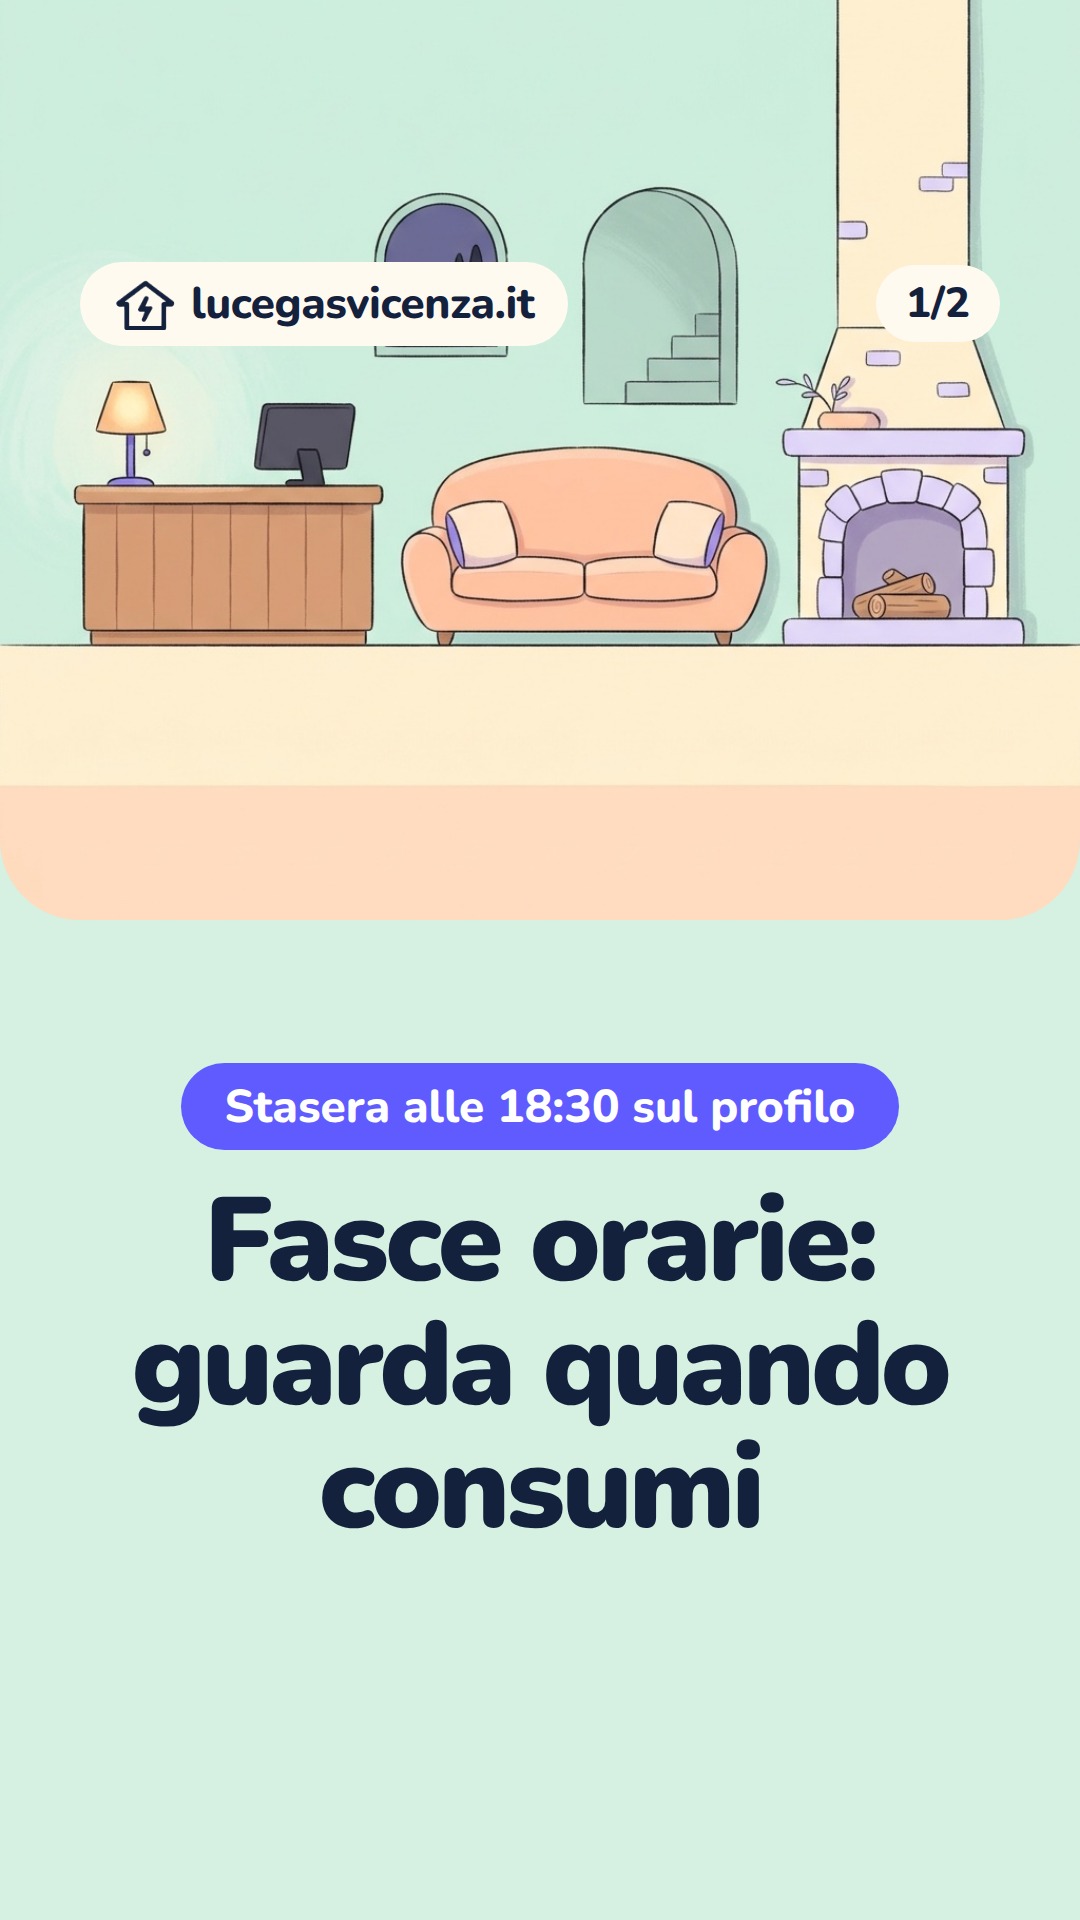 lucegasvicenza.it
1/2
Stasera alle 18:30 sul profilo
Fasce orarie:
guarda quando
consumi